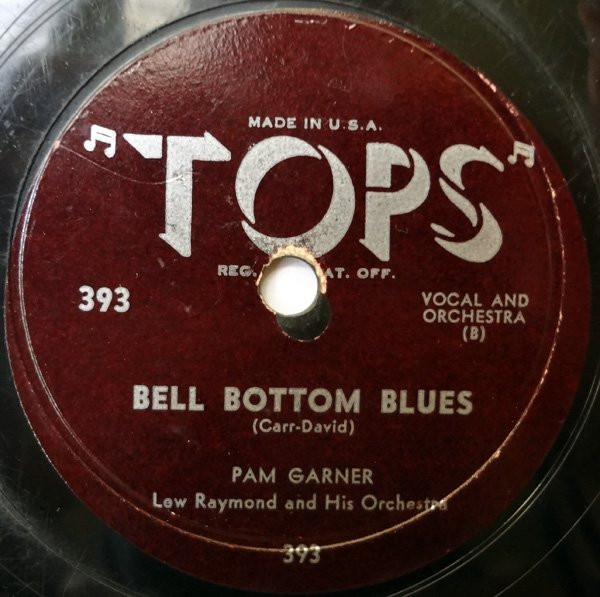 MADE IN U.S.A.
"TOPS"
REG. AT. OFF.
393
VOCAL AND
ORCHESTRA
(B)
BELL BOTTOM BLUES
(Carr-David)
PAM GARNER
Lew Raymond and His Orchestra
393